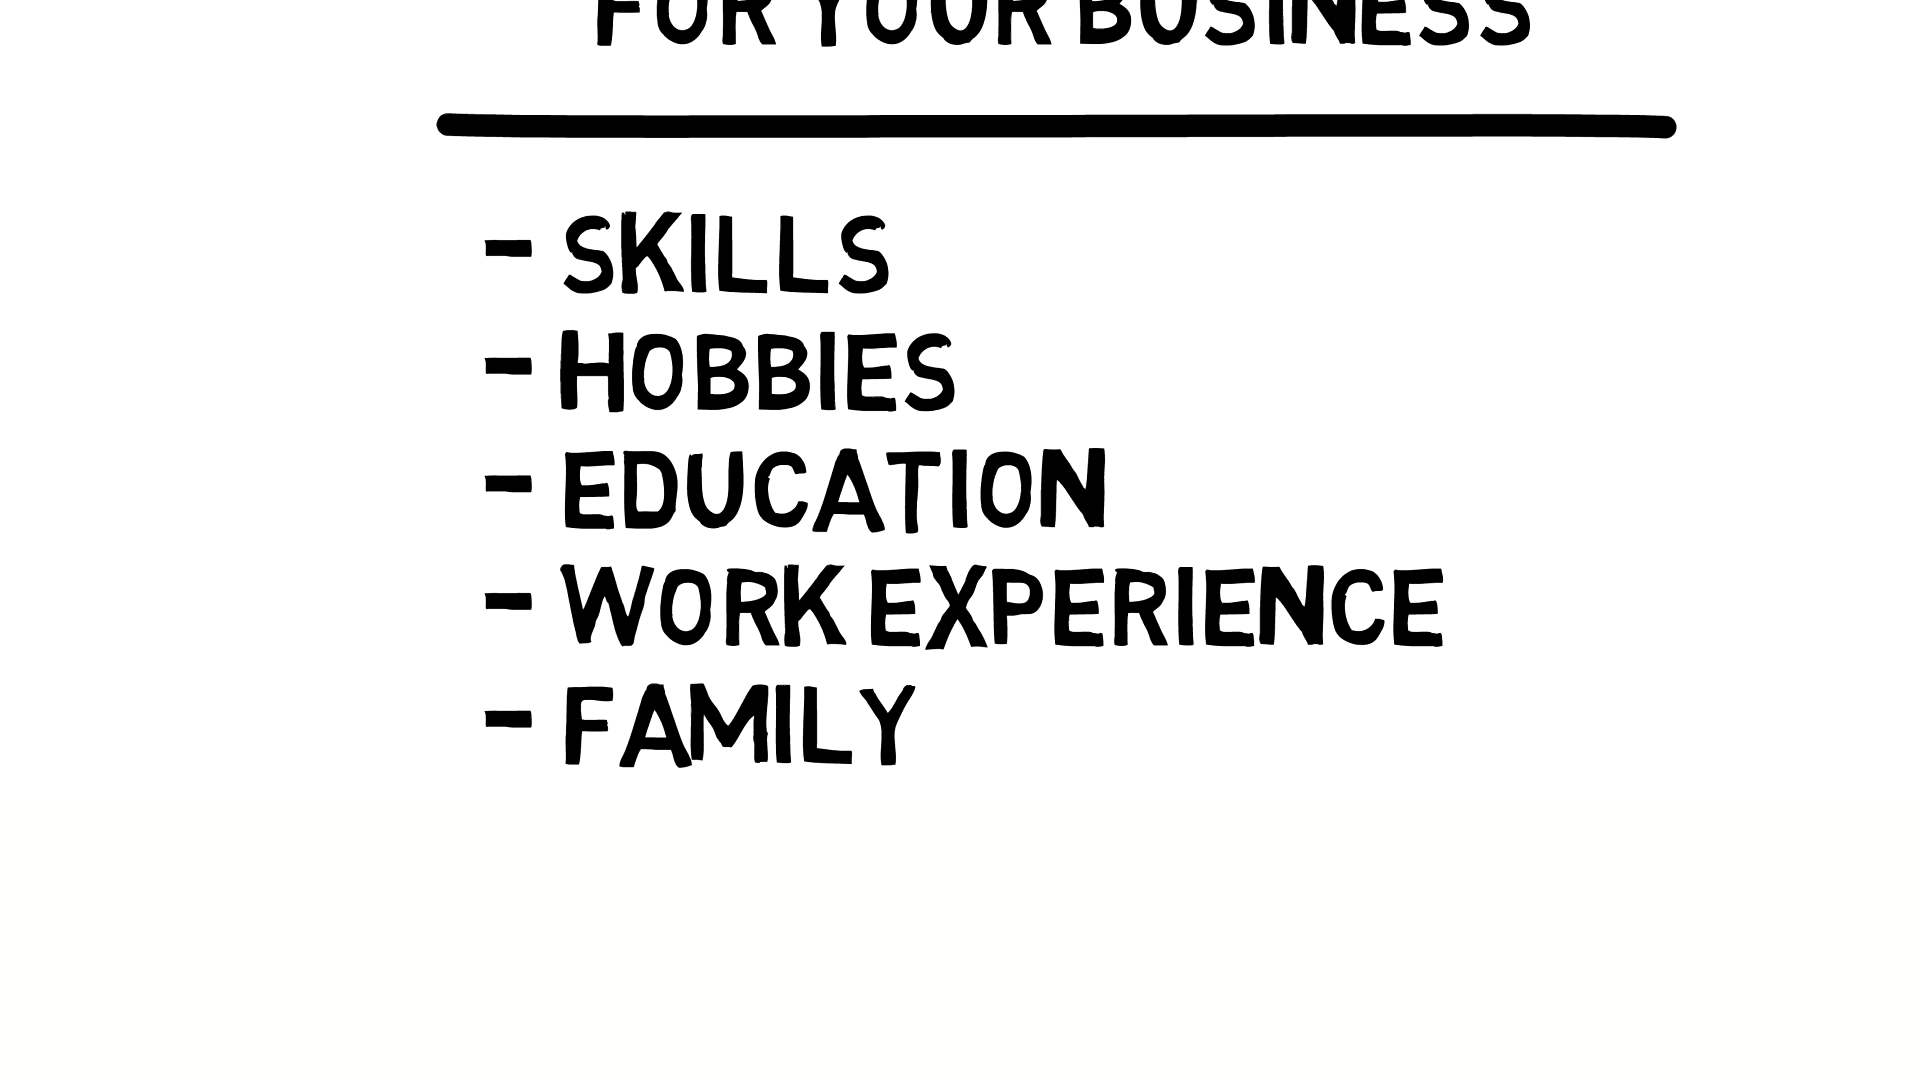 FOR YOUR BUSINESS
- SKILLS
- HOBBIES
- EDUCATION
- WORK EXPERIENCE
- FAMILY